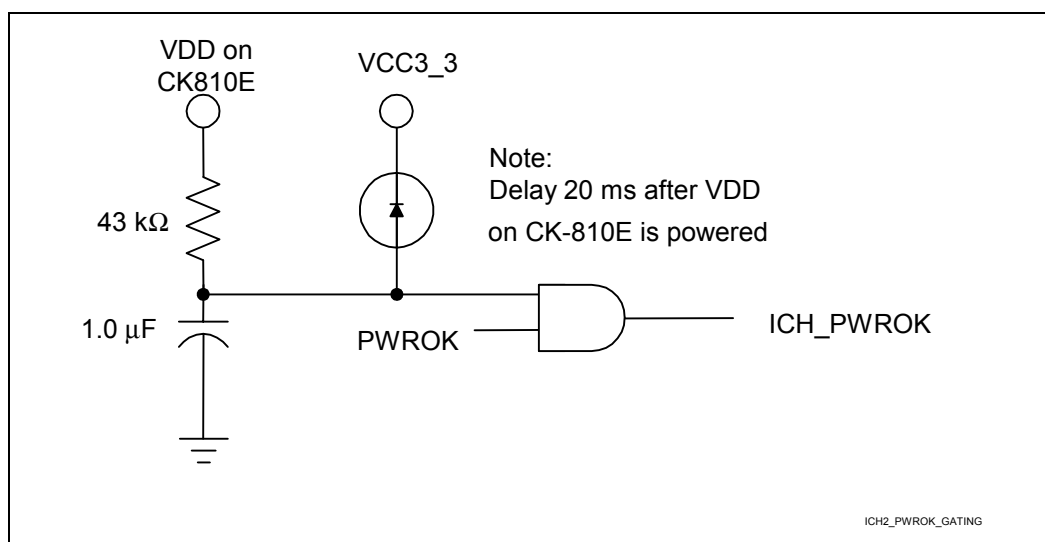 VDD on
CK810E
VCC3_3
Note:
Delay 20 ms after VDD
on CK-810E is powered
43 kΩ
1.0 μF
PWROK
ICH_PWROK
ICH2_PWROK_GATING